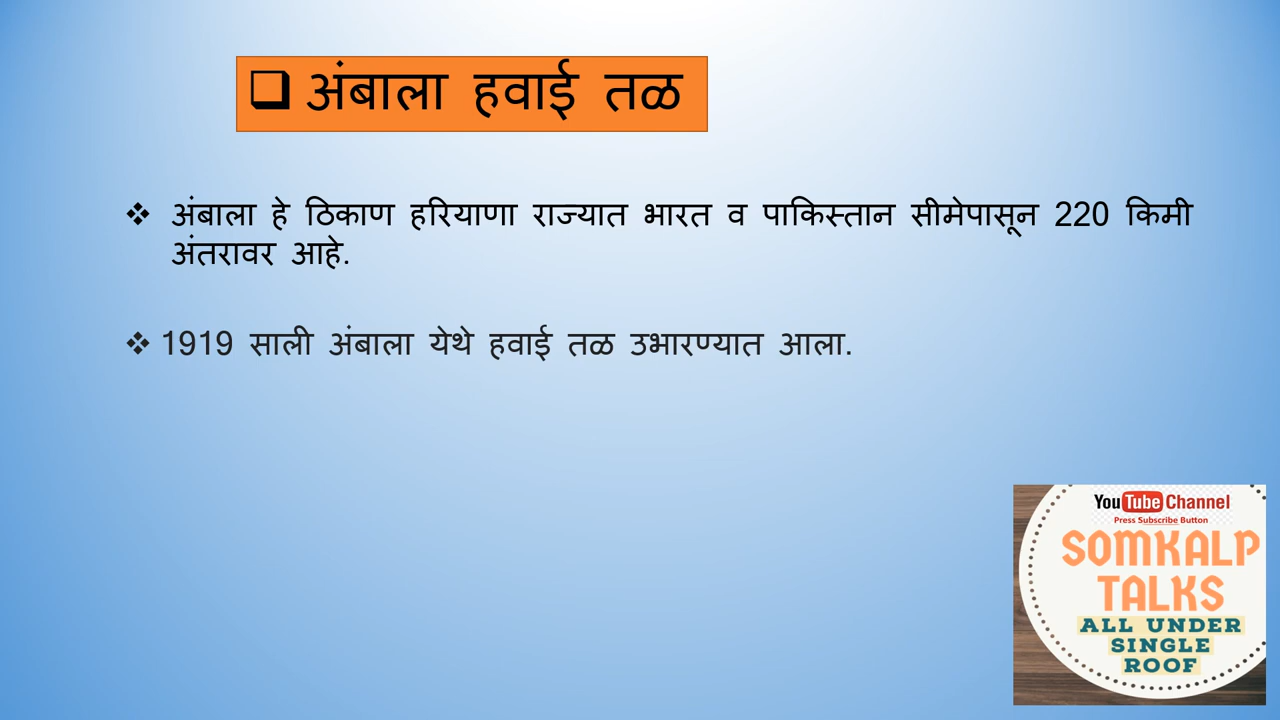 अंबाला हवाई तळ
अंबाला हे ठिकाण हरियाणा राज्यात भारत व पाकिस्तान सीमेपासून 220 किमी
अंतरावर आहे.
1919 साली अंबाला येथे हवाई तळ उभारण्यात आला.
YouTube Channel
Press Subscribe Button
SOMKALP
TALKS
ALL UNDER
SINGLE
ROOF